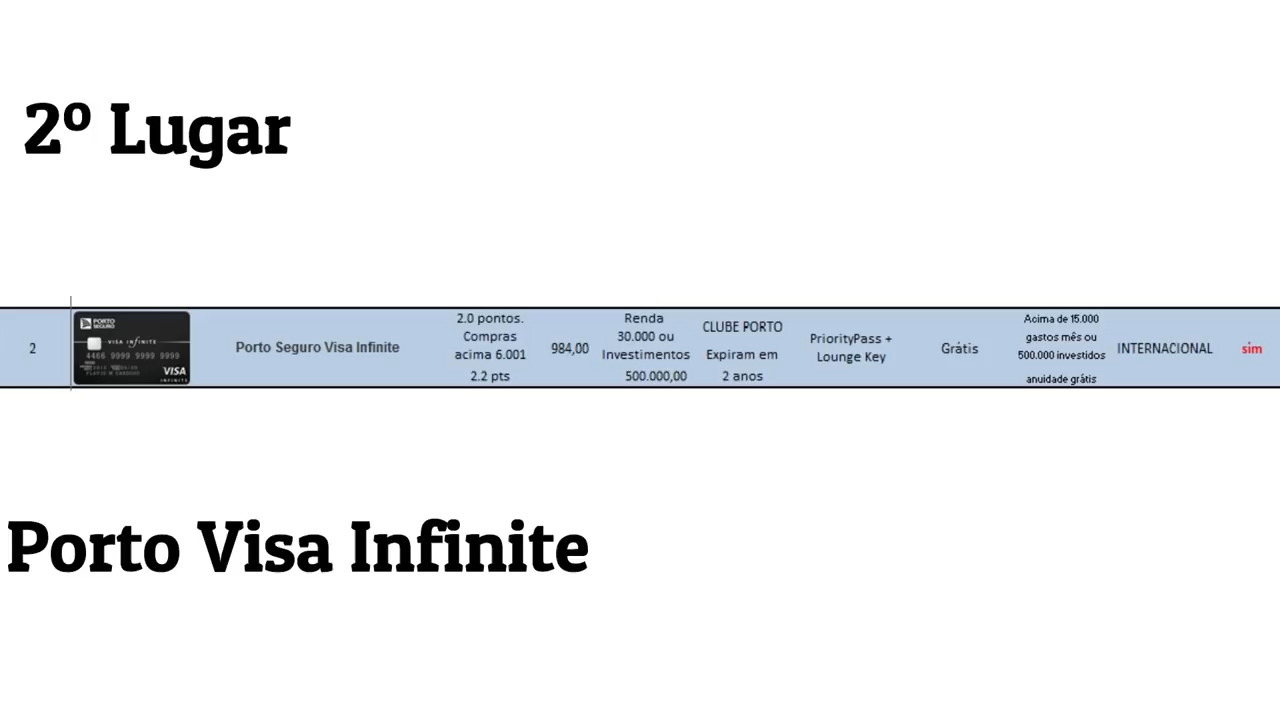 2º Lugar
2
PORTO
SEGURO
VISA INFINITE
4466 9999 9999 9999
VISA
INFINITE
Porto Seguro Visa Infinite
2.0 pontos.
Compras
acima 6.001
2.2 pts
984,00
Renda
30.000 ou
Investimentos
500.000,00
CLUBE PORTO
Expiram em
2 anos
PriorityPass +
Lounge Key
Grátis
Acima de 15.000
gastos mês ou
500.000 investidos
anuidade grátis
INTERNACIONAL
sim
Porto Visa Infinite